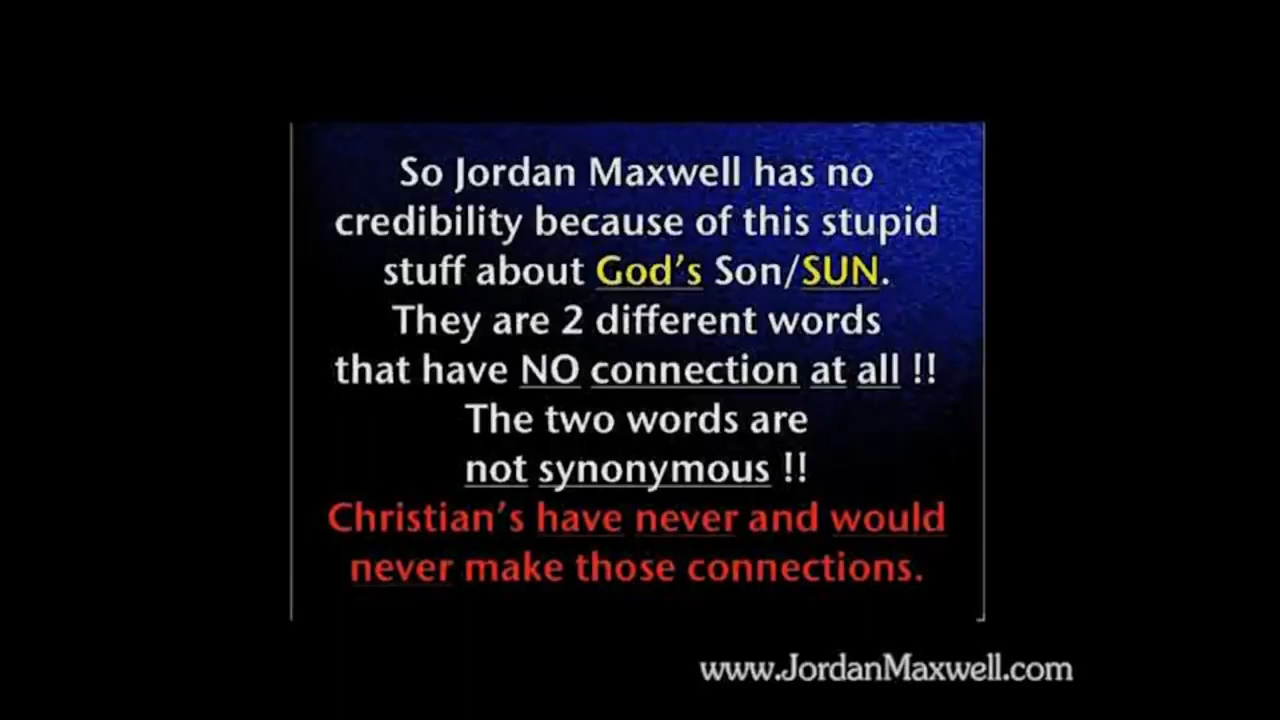 So Jordan Maxwell has no
credibility because of this stupid
stuff about God's Son/SUN.
They are 2 different words
that have NO connection at all !!
The two words are
not synonymous !!
Christian's have never and would
never make those connections.
www.JordanMaxwell.com